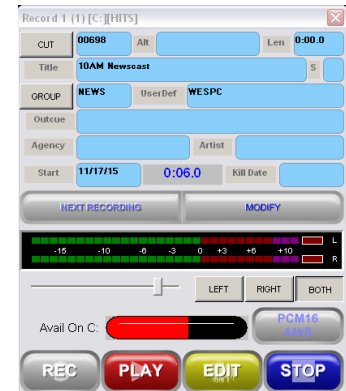 Record 1 (1) [C:][HITS]
CUT 00698 Alt Len 0:00.0
Title 10AM Newscast S
GROUP NEWS UserDef WESPC
Outcue
Agency Artist
Start 11/17/15 0:06.0 Kill Date
NEXT RECORDING MODIFY
L
-15 -10 -6 -3 0 +3 +6 +10
R
LEFT RIGHT BOTH
Avail On C: PCM16 44kS
REC PLAY EDIT STOP